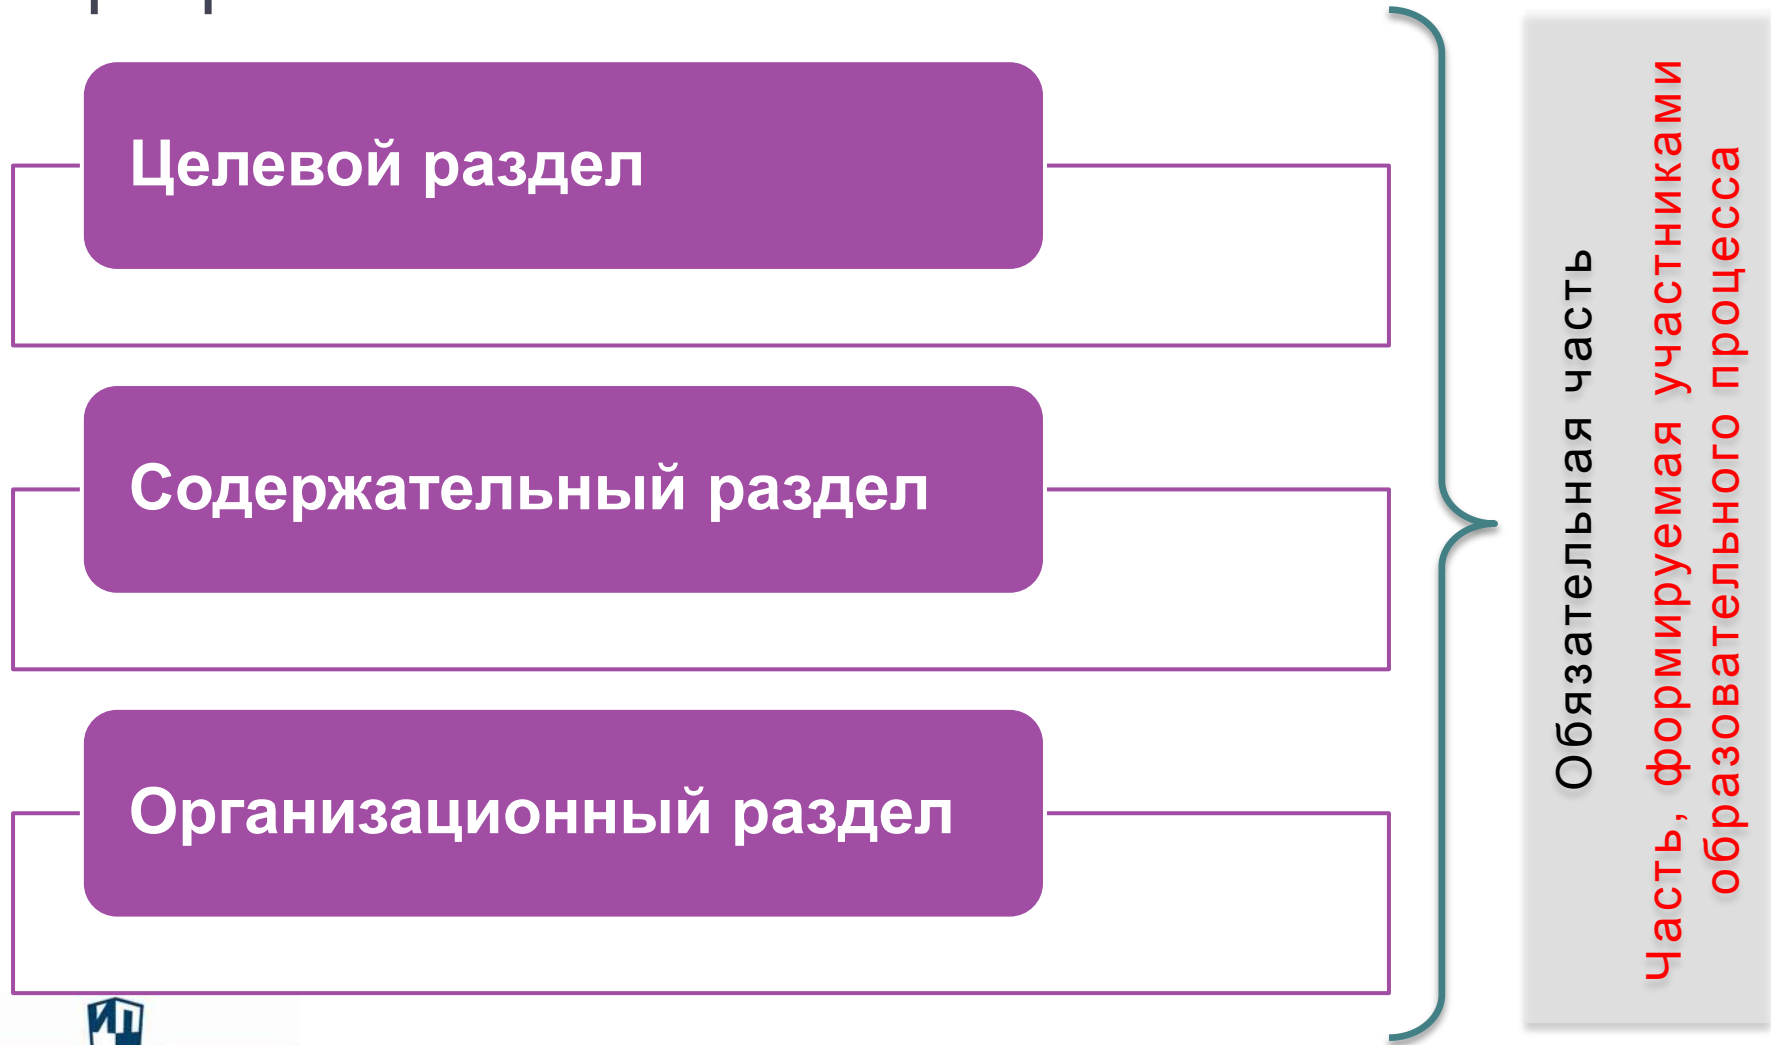 Целевой раздел
Содержательный раздел
Организационный раздел
Обязательная часть
Часть, формируемая участниками
образовательного процесса